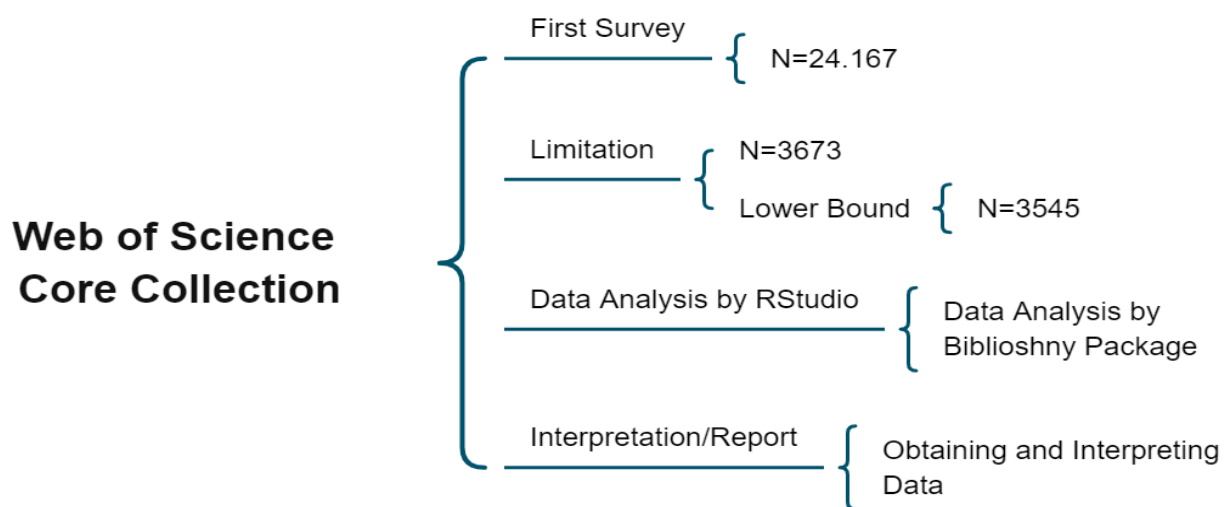 Web of Science
Core Collection
First Survey
N=24.167
Limitation
N=3673
Lower Bound
N=3545
Data Analysis by RStudio
Data Analysis by
Biblioshny Package
Interpretation/Report
Obtaining and Interpreting
Data